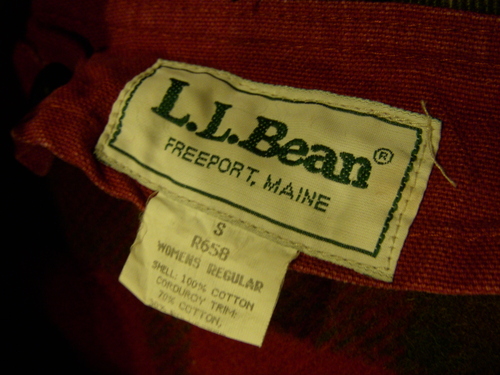 L.L.Bean®
FREEPORT, MAINE
S
R658
WOMENS REGULAR
SHELL: 100% COTTON
CORDUROY TRIM:
70% COTTON,